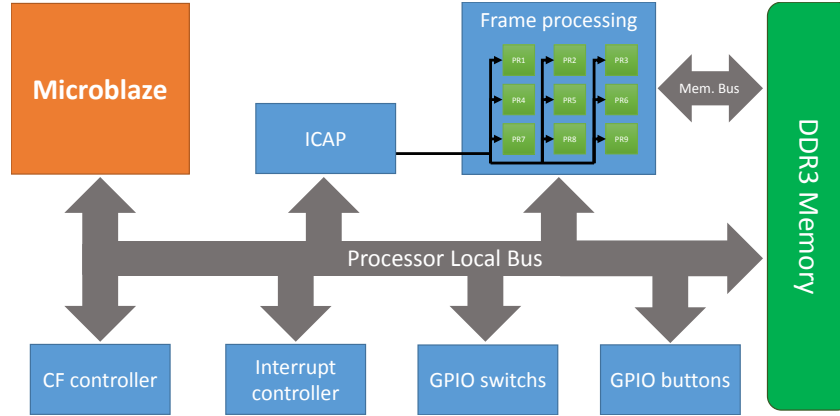 Frame processing
Microblaze
PR1 PR2 PR3
PR4 PR5 PR6
PR7 PR8 PR9
Mem. Bus
ICAP
DDR3 Memory
Processor Local Bus
CF controller
Interrupt
controller
GPIO switchs
GPIO buttons